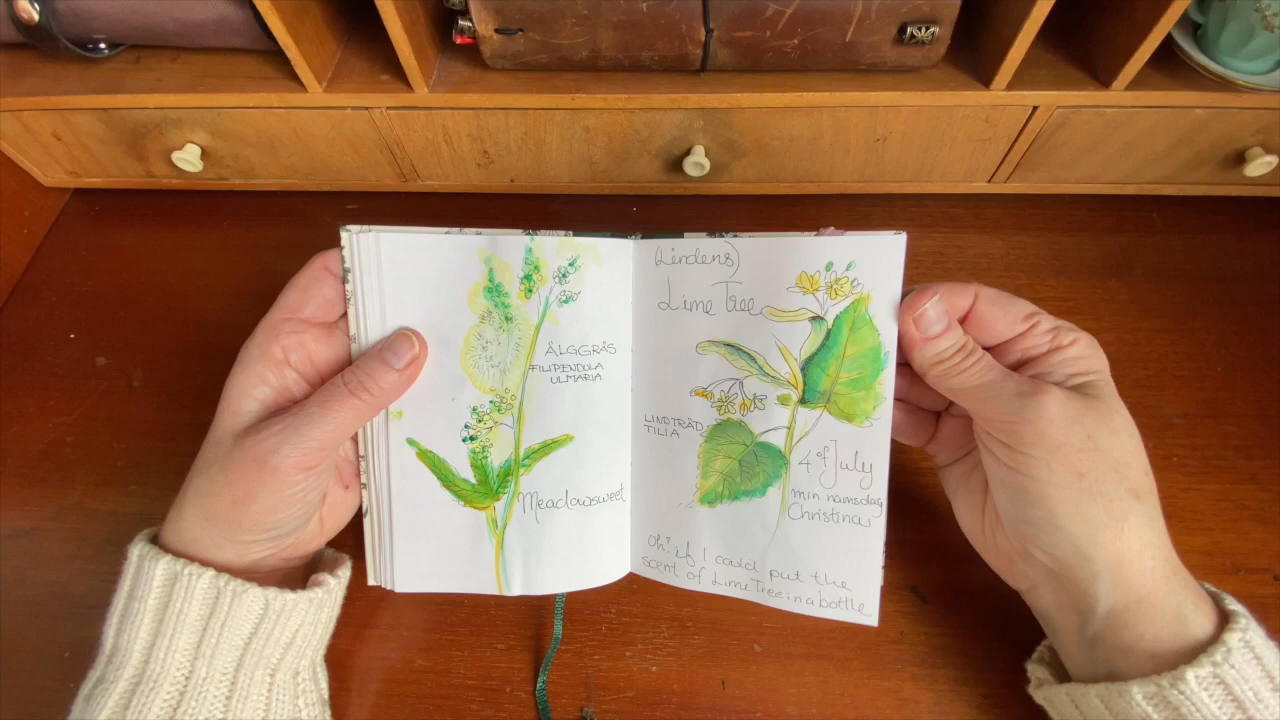 ÄLGGRÄS
FILIPENDULA
ULMARIA
Meadowsweet
(Lindens)
Lime Tree
LINDTRÄD
TILIA
4 of July
min namsdag
Christina
Oh! if I could put the
scent of Lime Tree in a bottle